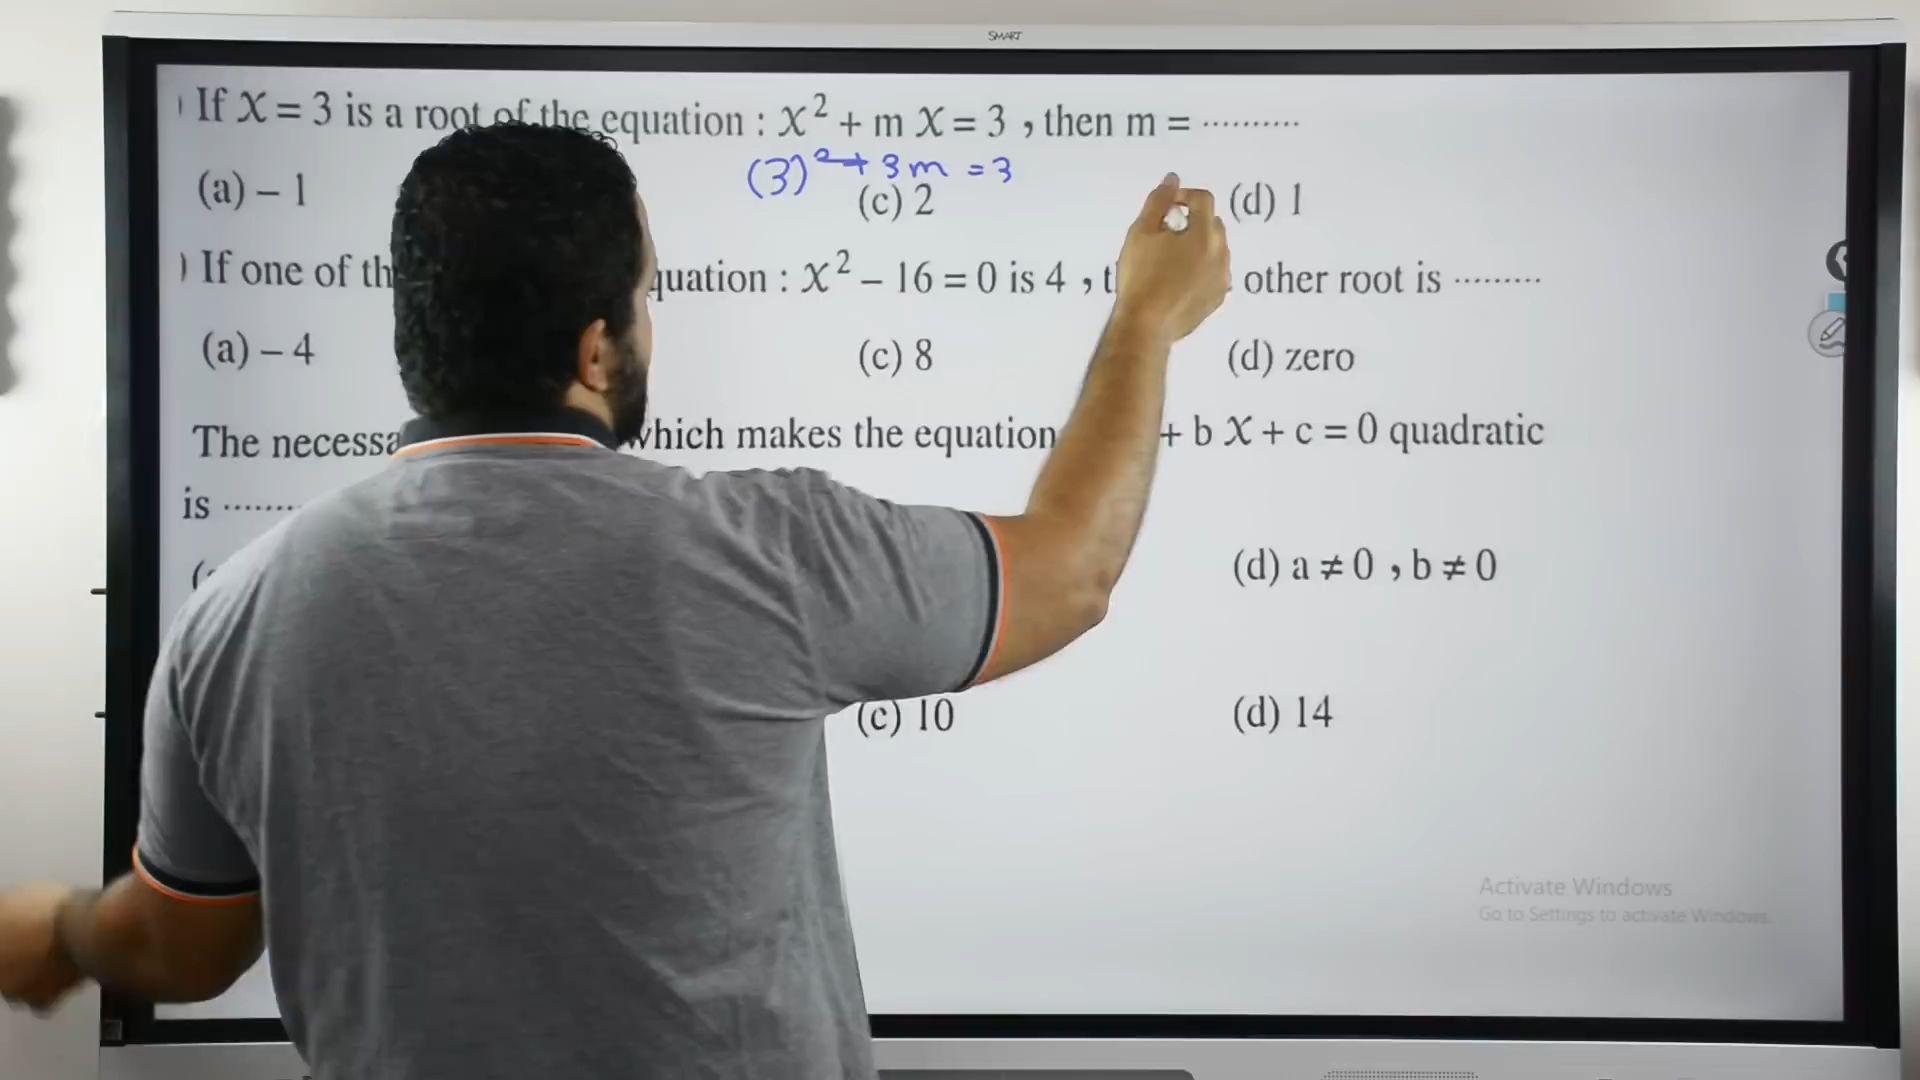 SMART
If X = 3 is a root of the equation : X² + m X = 3 , then m = ..........
(3)² + 3m = 3
(a) – 1 (c) 2 (d) 1
) If one of th quation : X² – 16 = 0 is 4 , t other root is .........
(a) – 4 (c) 8 (d) zero
The necessa which makes the equation + b X + c = 0 quadratic
is .......
(d) a ≠ 0 , b ≠ 0
(c) 10 (d) 14
Activate Windows
Go to Settings to activate Windows.